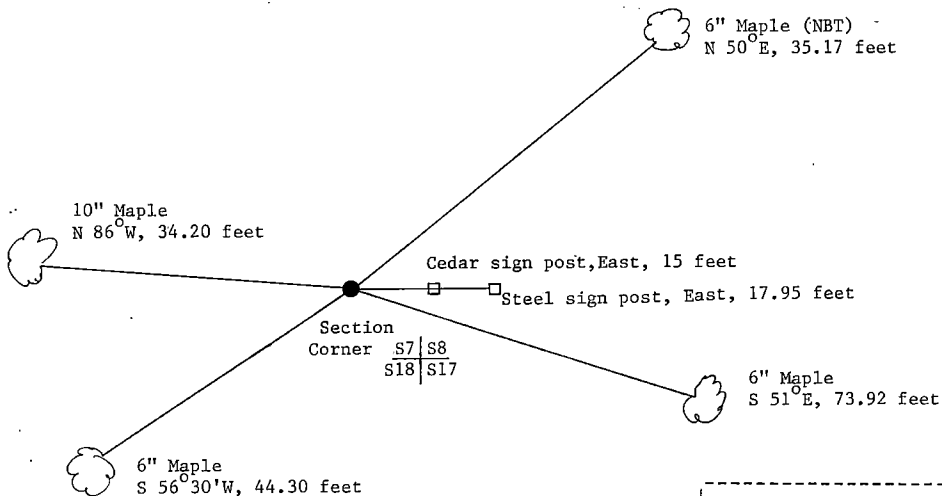 6" Maple (NBT)
N 50°E, 35.17 feet
10" Maple
N 86°W, 34.20 feet
Cedar sign post,East, 15 feet
Steel sign post, East, 17.95 feet
Section
Corner
S7 S8
S18 S17
6" Maple
S 51°E, 73.92 feet
6" Maple
S 56°30'W, 44.30 feet